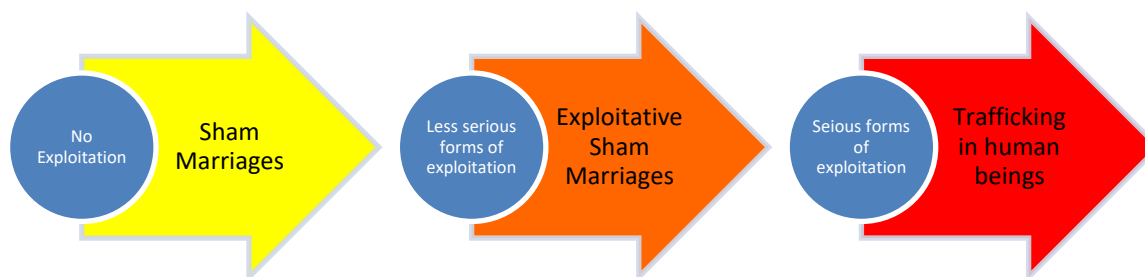 No
Exploitation
Sham
Marriages
Less serious
forms of
exploitation
Exploitative
Sham
Marriages
Seious forms
of
exploitation
Trafficking
in human
beings